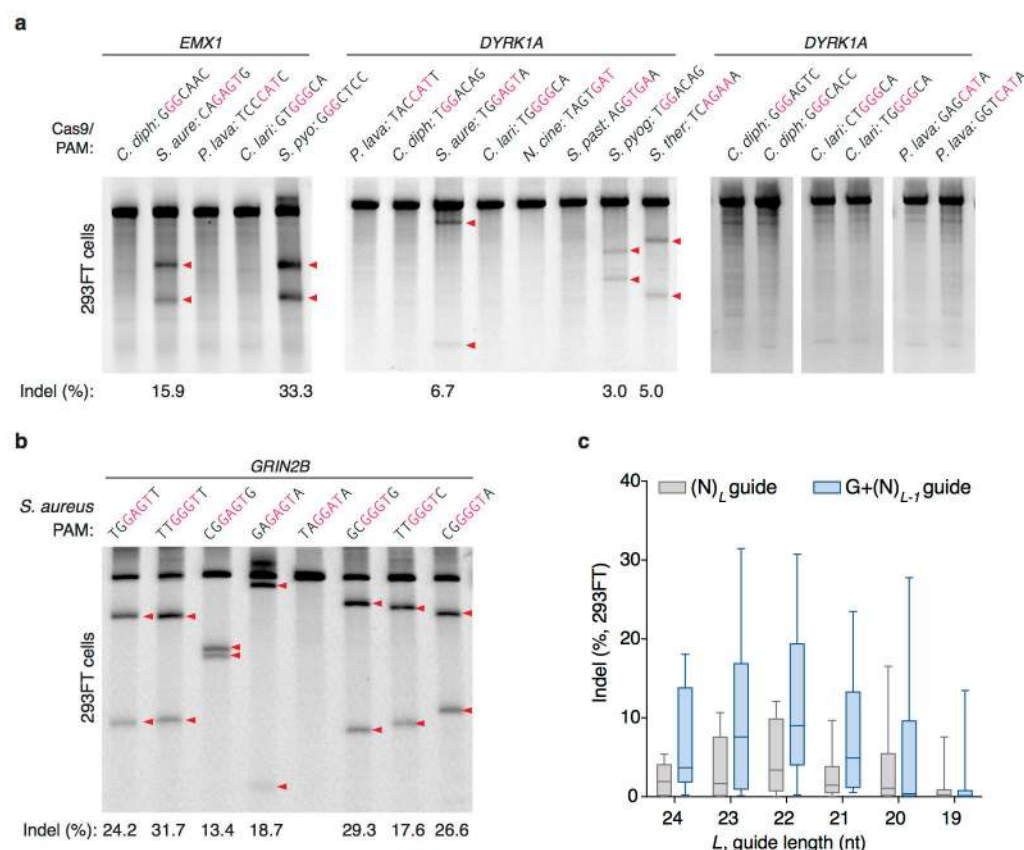 a
EMX1
DYRK1A
DYRK1A
Cas9/
PAM:
C. diph: GGGCAAC
S. aure: CAGAGTG
P. lava: TCCCATC
C. lari: GTGGGCA
S. pyo: GGGCTCC
P. lava: TACCATT
C. diph: TGGACAG
S. aure: TGGAGTA
C. lari: TGGGGCA
N. cine: TAGTGAT
S. past: AGGTGAA
S. pyog: TGGACAG
S. ther: TCAGAAA
C. diph: GGGAGTC
C. diph: GGGCACC
C. lari: CTGGGCA
C. lari: TGGGGCA
P. lava: GAGCATA
P. lava: GGTCATA
293FT cells
Indel (%): 15.9 33.3 6.7 3.0 5.0
b
GRIN2B
S. aureus
PAM:
TGGAGTT
TTGGGTT
CGGAGTG
GAGAGTA
TAGGATA
GCGGGTG
TTGGGTC
CGGGGTA
293FT cells
Indel (%): 24.2 31.7 13.4 18.7 29.3 17.6 26.6
c
(N)L guide
G+(N)L-1 guide
Indel (%, 293FT)
40
30
20
10
0
24 23 22 21 20 19
L, guide length (nt)